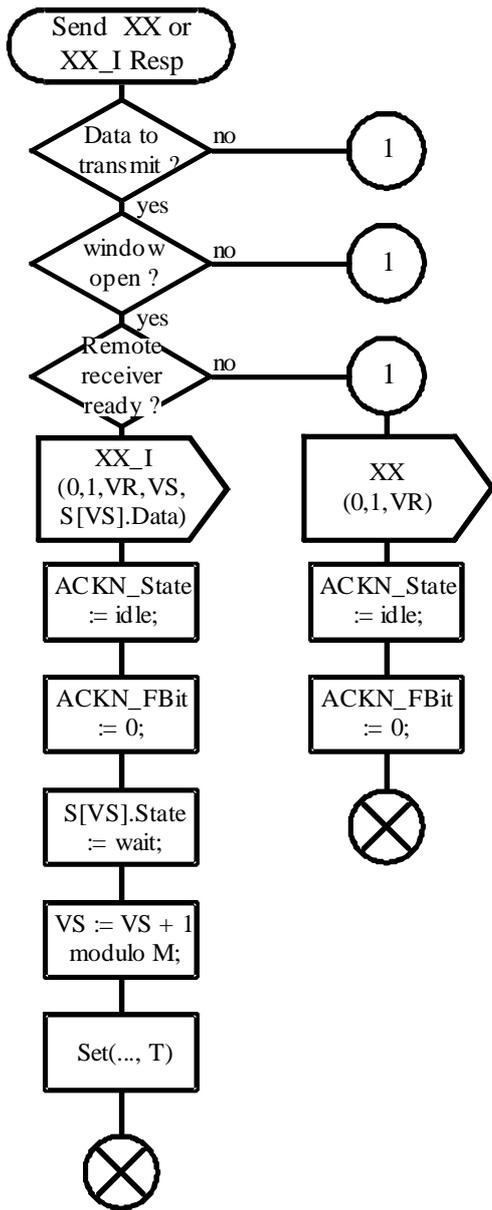 Send XX or
XX_I Resp
Data to
transmit ?
no
1
yes
window
open ?
no
1
yes
Remote
receiver
ready ?
no
1
XX_I
(0,1,VR,VS,
S[VS].Data)
XX
(0,1,VR)
ACKN_State
:= idle;
ACKN_State
:= idle;
ACKN_FBit
:= 0;
ACKN_FBit
:= 0;
S[VS].State
:= wait;
VS := VS + 1
modulo M;
Set(..., T)